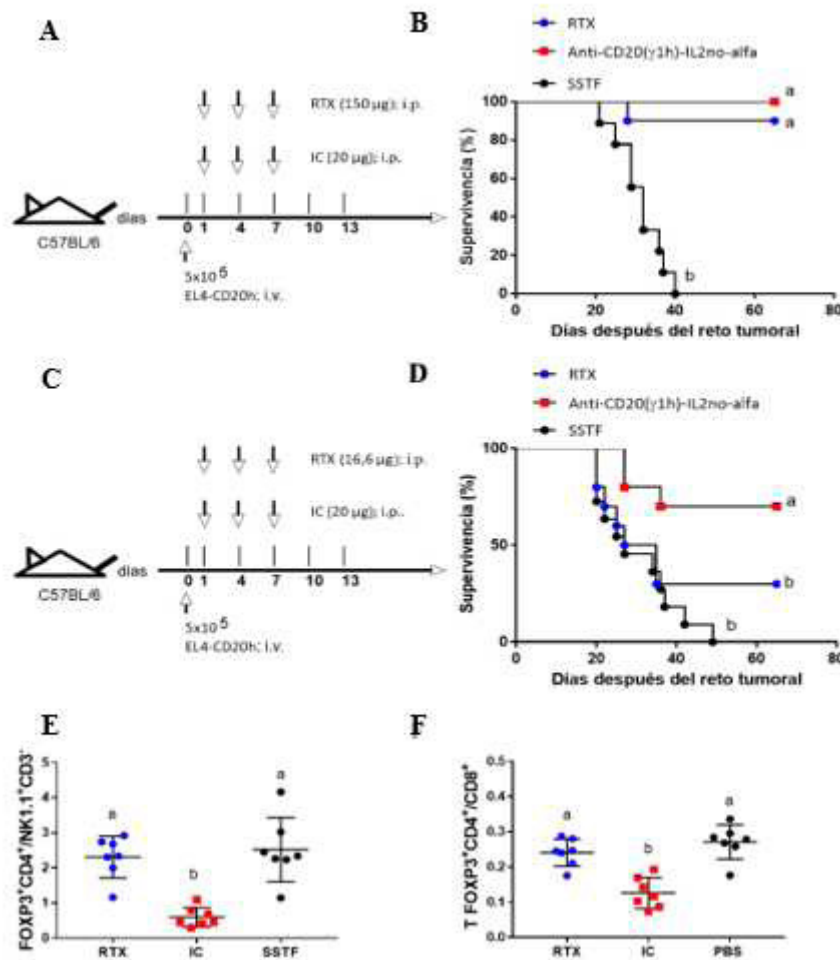 A
RTX (150 µg); i.p.
IC (20 µg); i.p.
C57BL/6
días
0 1 4 7 10 13
5x10⁵
EL4-CD20h; i.v.
B
RTX
Anti-CD20(γ1h)-IL2no-alfa
SSTF
Supervivencia (%)
100
80
60
40
20
0
a
a
b
0 20 40 60 80
Días después del reto tumoral
C
RTX (16,6 µg); i.p.
IC (20 µg); i.p.
C57BL/6
días
0 1 4 7 10 13
5x10⁵
EL4-CD20h; i.v.
D
RTX
Anti-CD20(γ1h)-IL2no-alfa
SSTF
Supervivencia (%)
100
50
0
a
b
b
0 20 40 60 80
Días después del reto tumoral
E
FOXP3⁺CD4⁺/NK1.1⁺CD3⁻
5
4
3
2
1
0
a
b
a
RTX IC SSTF
F
T FOXP3⁺CD4⁺/CD8⁺
0.5
0.4
0.3
0.2
0.1
0.0
a
b
a
RTX IC PBS